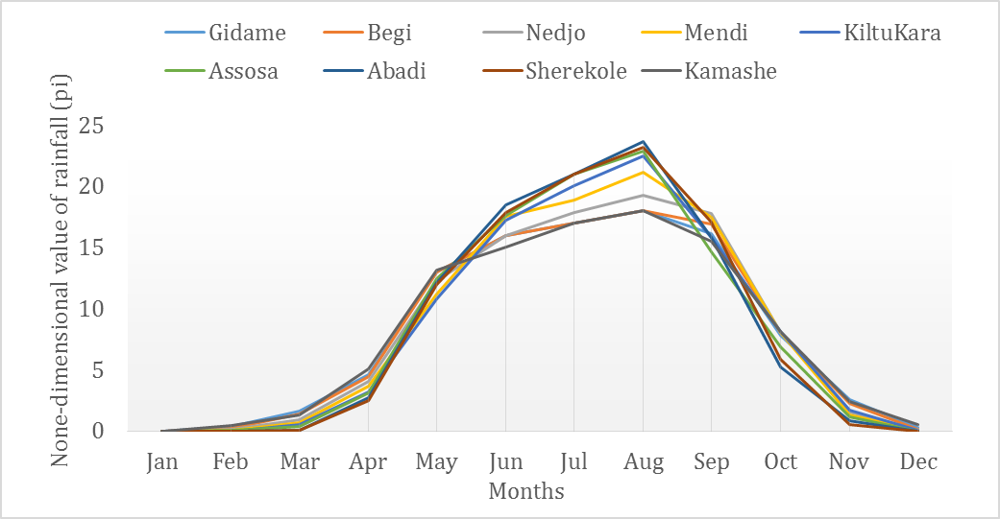 Gidame Begi Nedjo Mendi KiltuKara
Assosa Abadi Sherekole Kamashe
None-dimensional value of rainfall (pi)
25
20
15
10
5
0
Jan Feb Mar Apr May Jun Jul Aug Sep Oct Nov Dec
Months